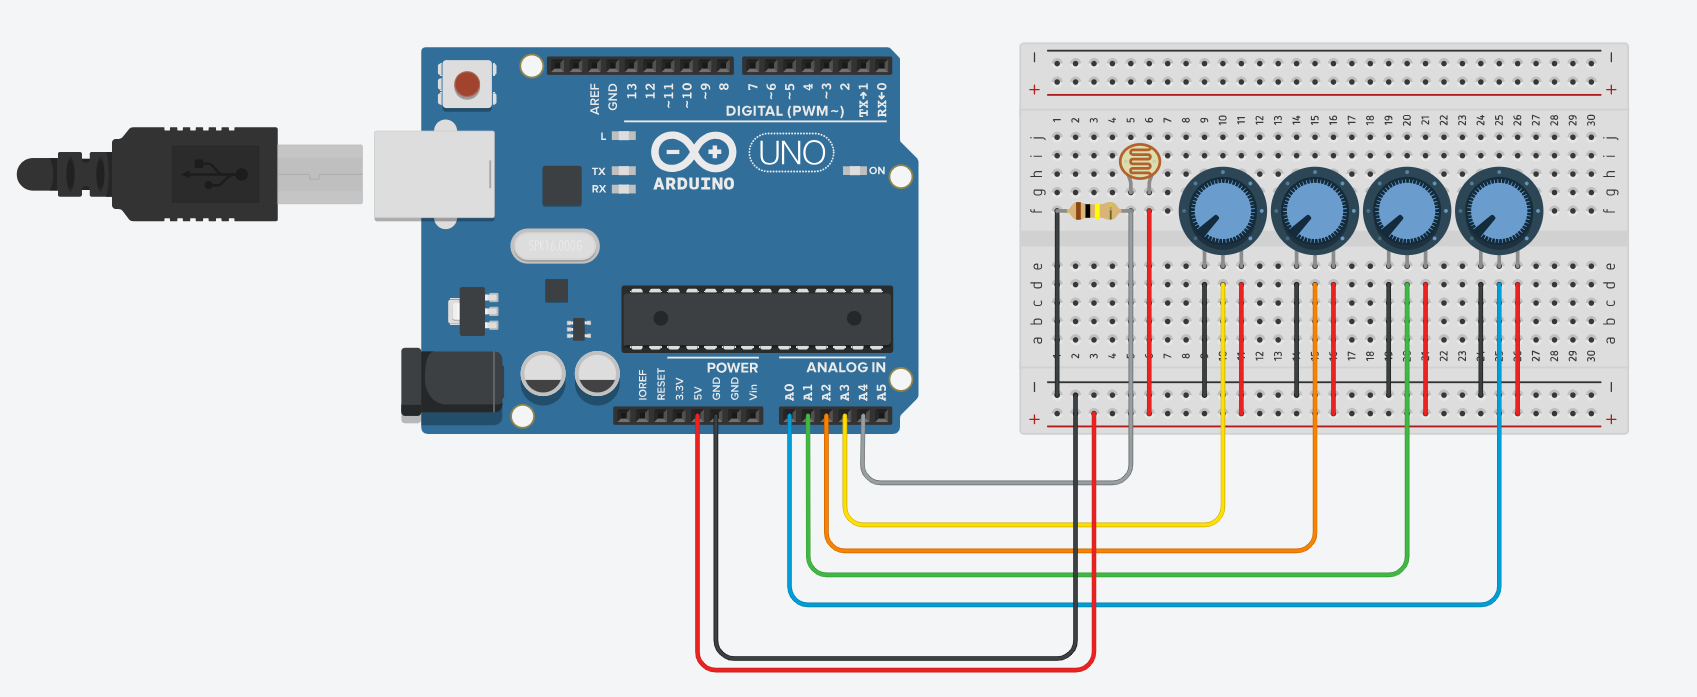 AREF
GND
13
12
~11
~10
~9
8
7
~6
~5
4
~3
2
TX→1
RX←0
DIGITAL (PWM~)
L
TX
RX
UNO
ON
ARDUINO
SPK16.000G
POWER
ANALOG IN
IOREF
RESET
3.3V
5V
GND
GND
Vin
A0
A1
A2
A3
A4
A5
− −
+ +
1 2 3 4 5 6 7 8 9 10 11 12 13 14 15 16 17 18 19 20 21 22 23 24 25 26 27 28 29 30
j j
i i
h h
g g
f f
e e
d d
c c
b b
a a
1 2 3 4 5 6 7 8 9 10 11 12 13 14 15 16 17 18 19 20 21 22 23 24 25 26 27 28 29 30
− −
+ +